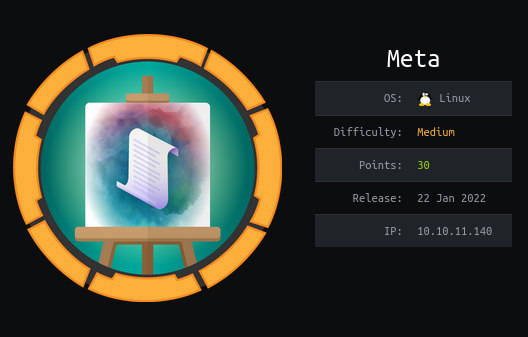 Meta
OS: Linux
Difficulty: Medium
Points: 30
Release: 22 Jan 2022
IP: 10.10.11.140